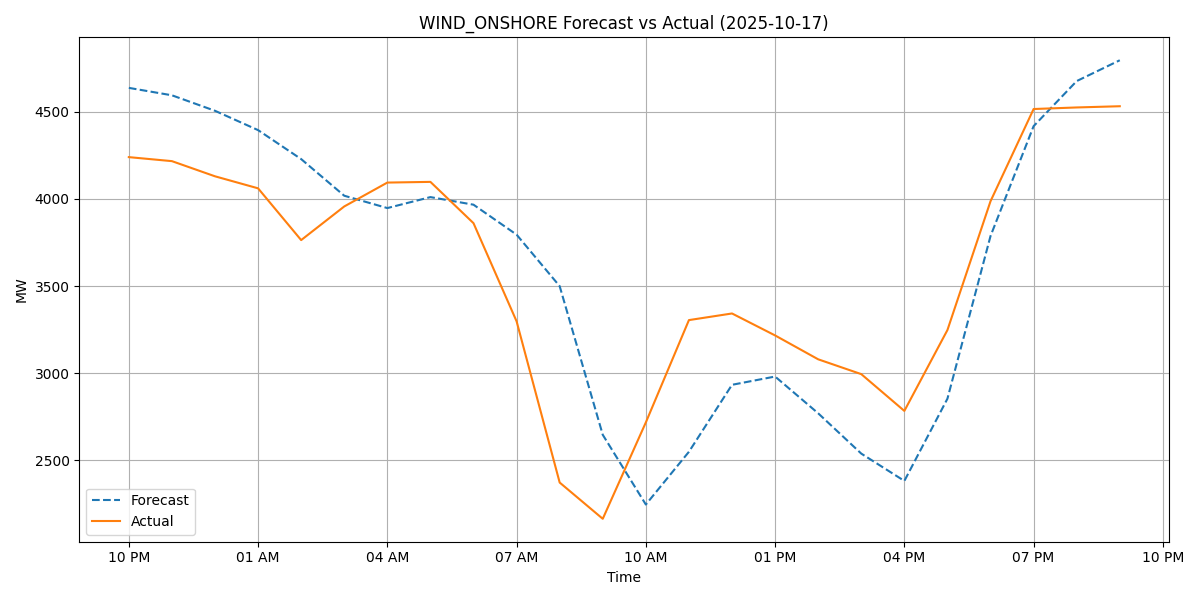 WIND_ONSHORE Forecast vs Actual (2025-10-17)
4500
4000
3500
3000
2500
MW
Forecast
Actual
10 PM 01 AM 04 AM 07 AM 10 AM 01 PM 04 PM 07 PM 10 PM
Time